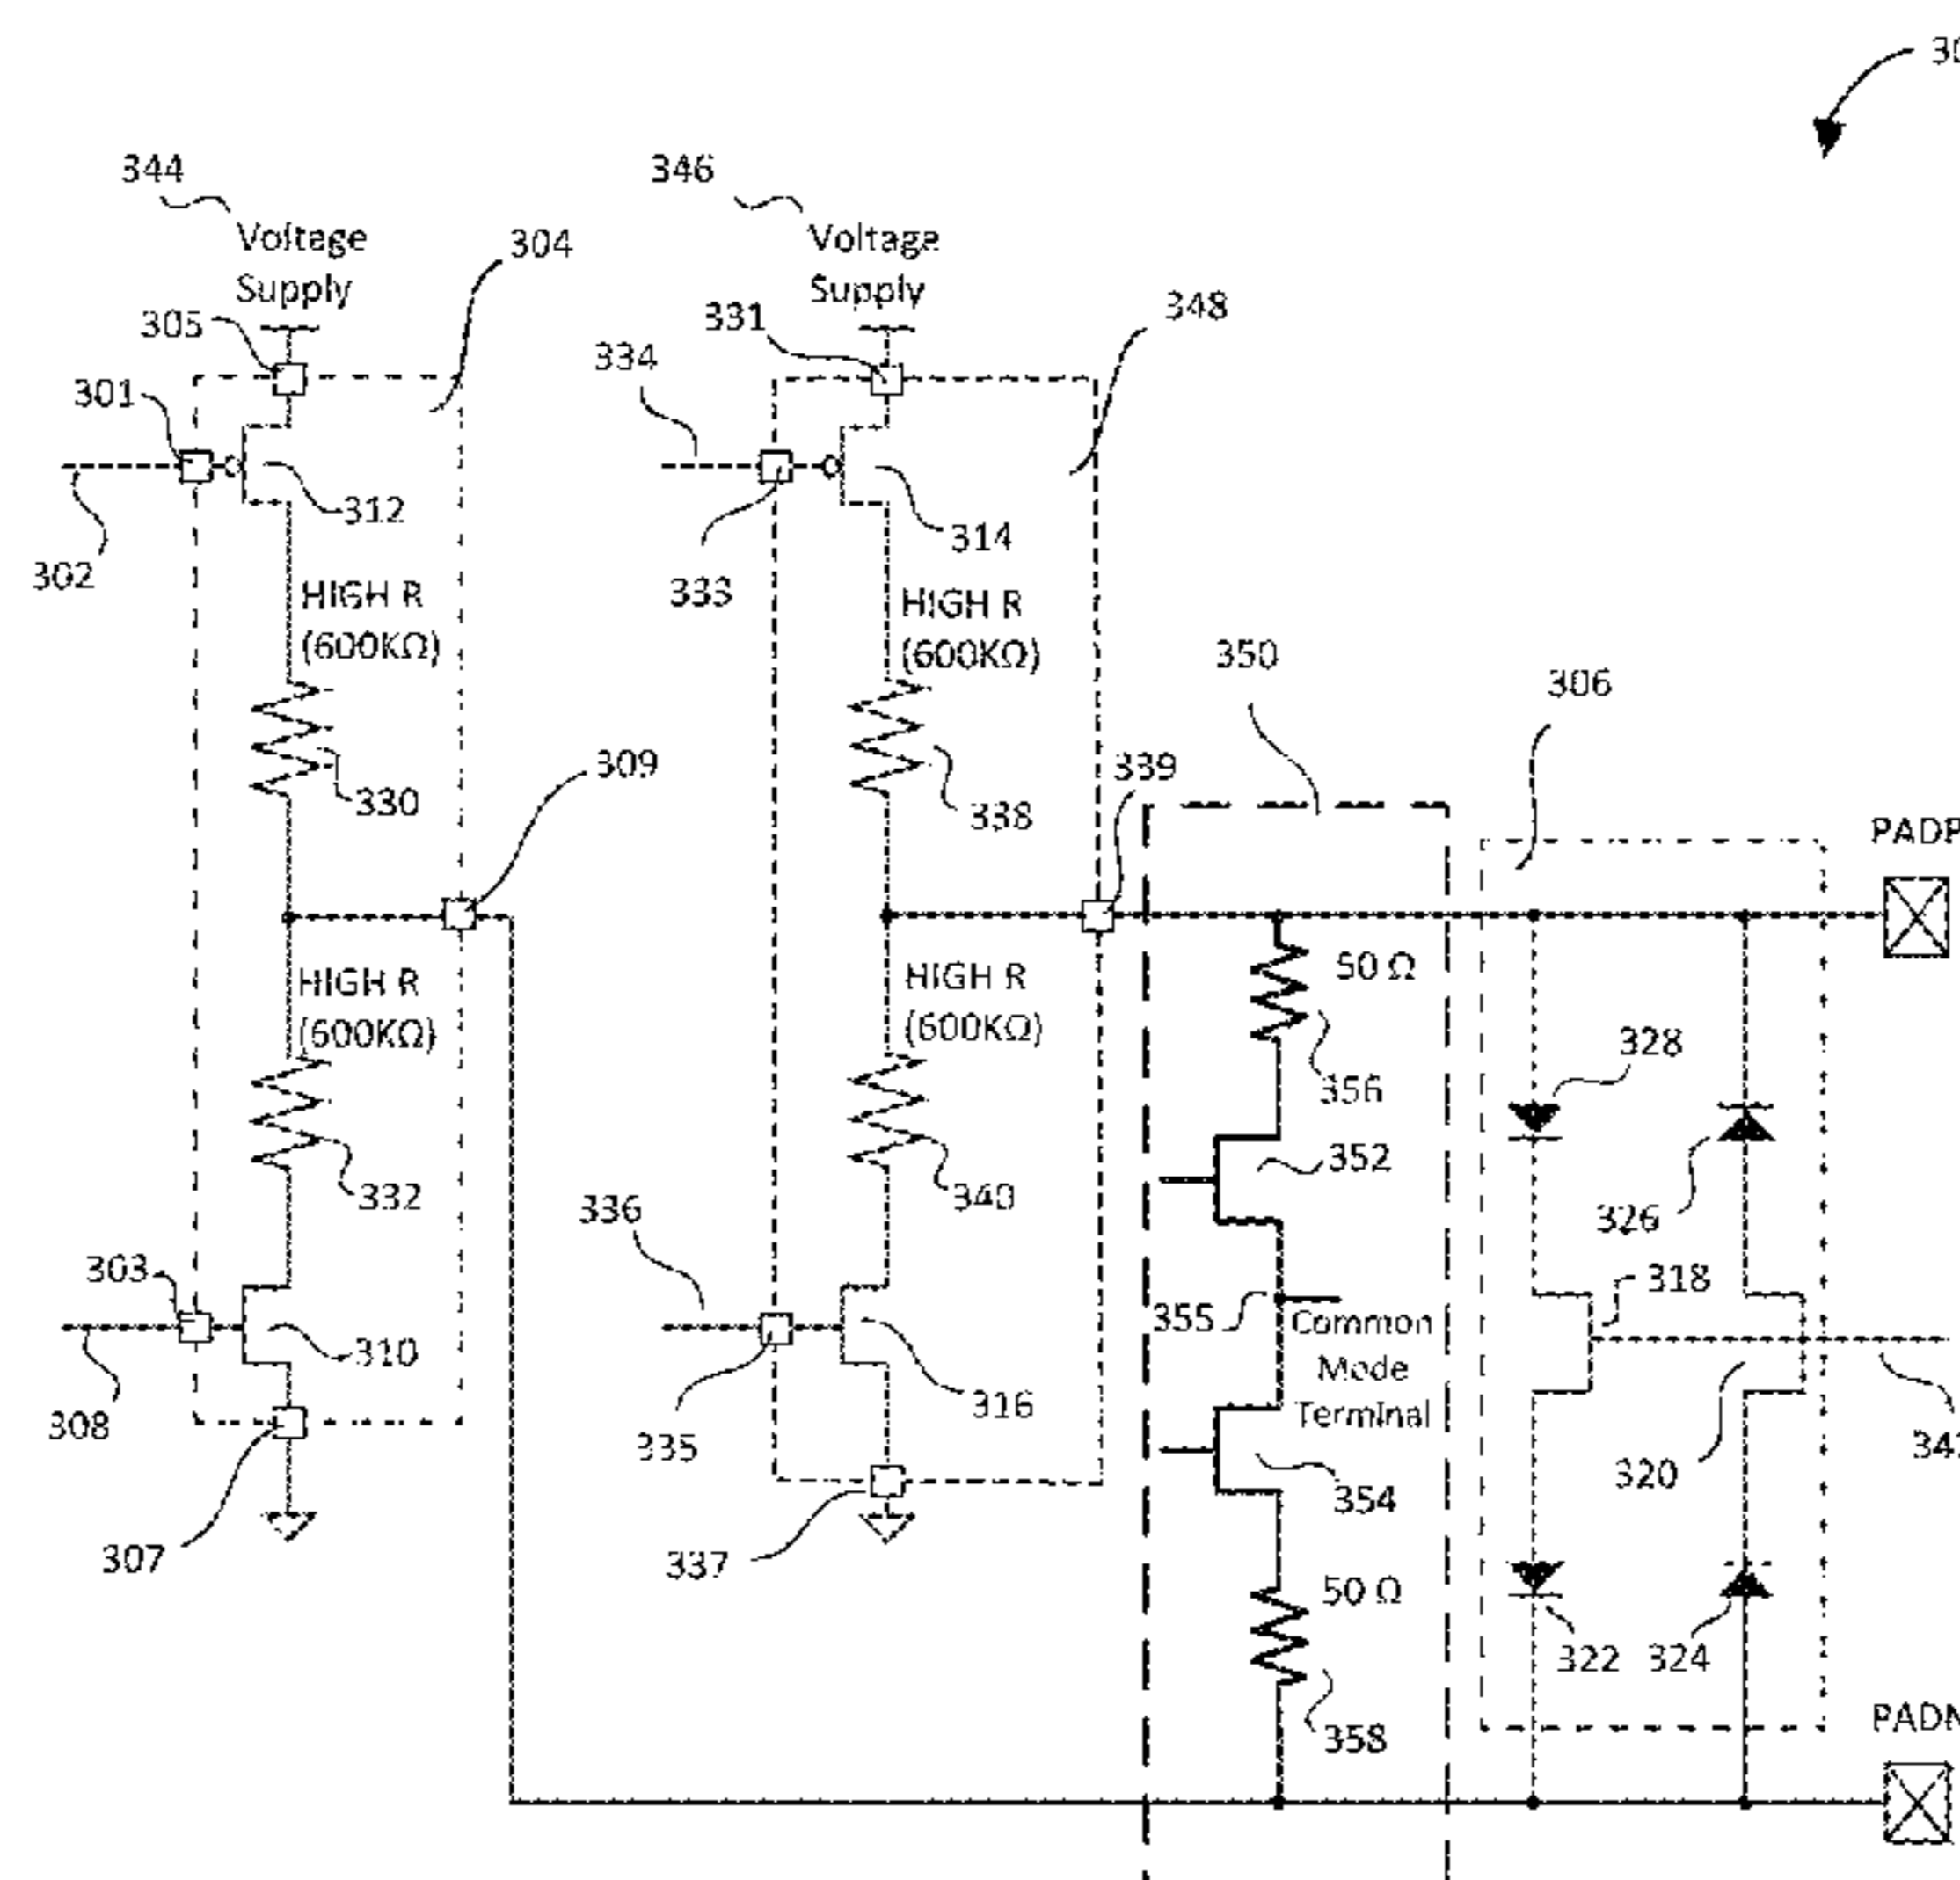 344
Voltage
Supply
304
305
301
302
312
HIGH R
(600KΩ)
330
309
HIGH R
(600KΩ)
332
303
308
310
307
346
Voltage
Supply
331
348
334
333
314
HIGH R
(600KΩ)
338
339
HIGH R
(600KΩ)
340
336
335
316
337
350
50 Ω
356
352
355
Common
Mode
Terminal
354
50 Ω
358
306
328
326
318
320
322
324
PADP
PADN